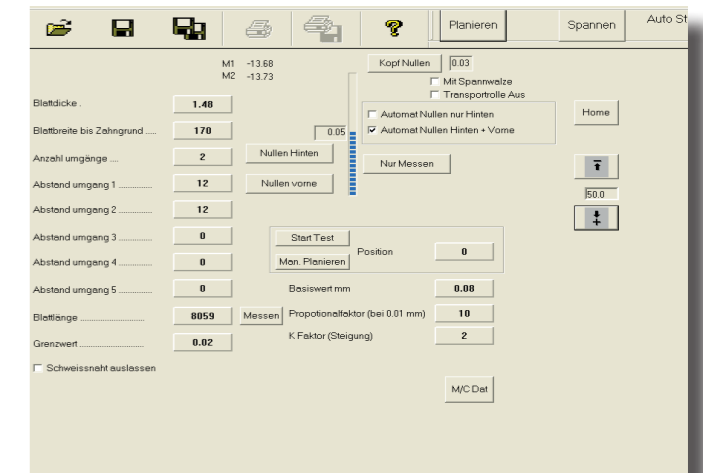 Planieren
Spannen
Auto St
M1 -13.68
M2 -13.73
Kopf Nullen 0.03
Mit Spannwalze
Transportrolle Aus
Blattdicke . 1.48
Automat Nullen nur Hinten
Home
Blattbreite bis Zahngrund ..... 170
0.05
Automat Nullen Hinten + Vorne
Anzahl umgänge .... 2
Nullen Hinten
Nur Messen
Abstand umgang 1 ............... 12
Nullen vorne
50.0
Abstand umgang 2 ............... 12
Abstand umgang 3 ............... 0
Start Test
Position 0
Abstand umgang 4 ............... 0
Man. Planieren
Abstand umgang 5 ............... 0
Basiswert mm 0.08
Blattlänge ............................ 8059 Messen
Propotionalfaktor (bei 0.01 mm) 10
Grenzwert ............................ 0.02
K Faktor (Steigung) 2
Schweissnaht auslassen
M/C Dat